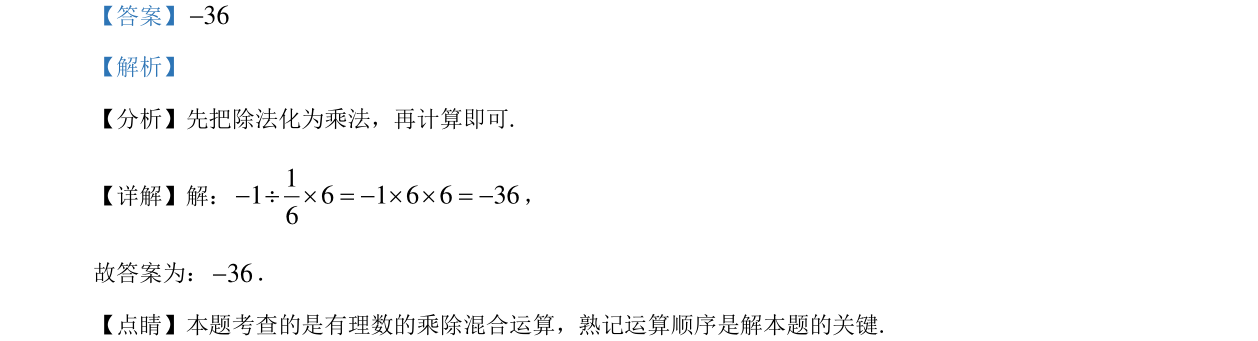 【答案】−36
【解析】
【分析】先把除法化为乘法，再计算即可.
【详解】解：−1÷1/6×6＝−1×6×6＝−36，
故答案为：−36．
【点睛】本题考查的是有理数的乘除混合运算，熟记运算顺序是解本题的关键.